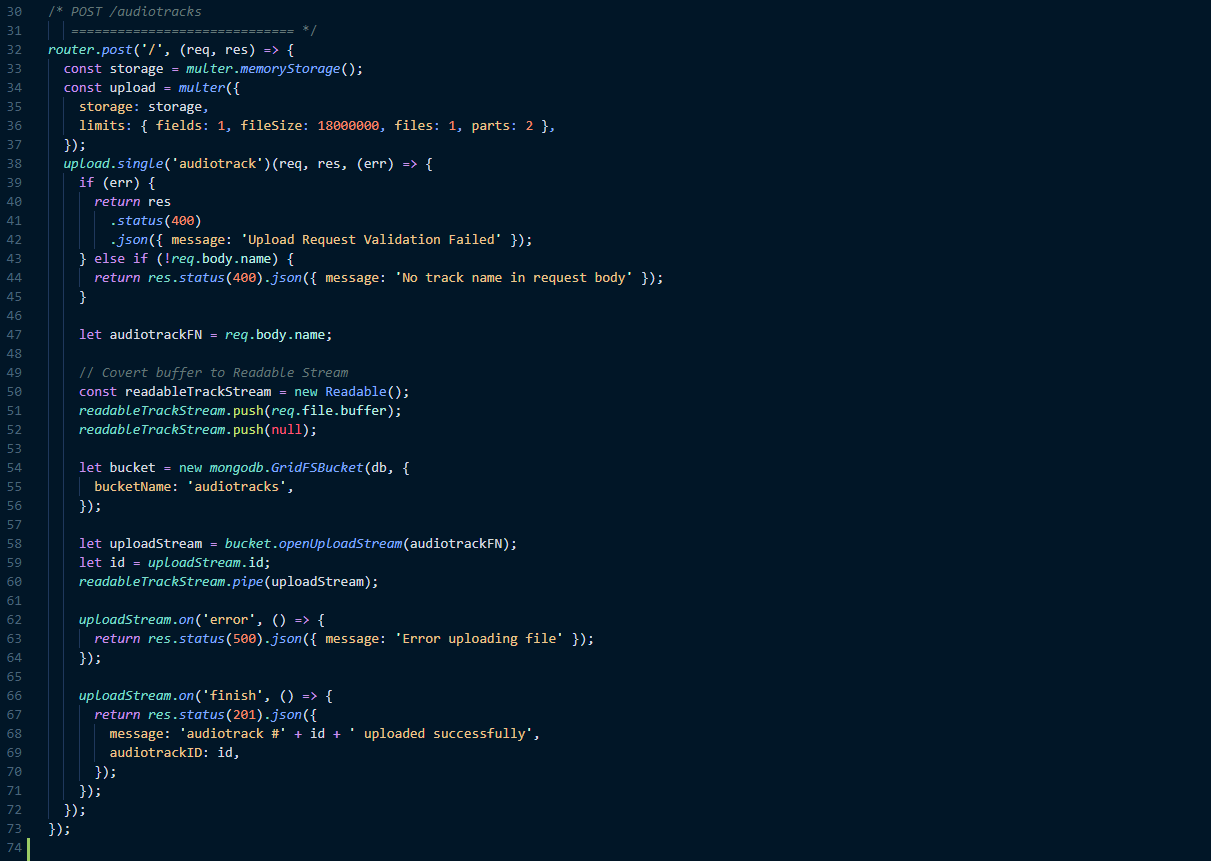 30 /* POST /audiotracks
31 ============================= */
32 router.post('/', (req, res) => {
33 const storage = multer.memoryStorage();
34 const upload = multer({
35 storage: storage,
36 limits: { fields: 1, fileSize: 18000000, files: 1, parts: 2 },
37 });
38 upload.single('audiotrack')(req, res, (err) => {
39 if (err) {
40 return res
41 .status(400)
42 .json({ message: 'Upload Request Validation Failed' });
43 } else if (!req.body.name) {
44 return res.status(400).json({ message: 'No track name in request body' });
45 }
46
47 let audiotrackFN = req.body.name;
48
49 // Covert buffer to Readable Stream
50 const readableTrackStream = new Readable();
51 readableTrackStream.push(req.file.buffer);
52 readableTrackStream.push(null);
53
54 let bucket = new mongodb.GridFSBucket(db, {
55 bucketName: 'audiotracks',
56 });
57
58 let uploadStream = bucket.openUploadStream(audiotrackFN);
59 let id = uploadStream.id;
60 readableTrackStream.pipe(uploadStream);
61
62 uploadStream.on('error', () => {
63 return res.status(500).json({ message: 'Error uploading file' });
64 });
65
66 uploadStream.on('finish', () => {
67 return res.status(201).json({
68 message: 'audiotrack #' + id + ' uploaded successfully',
69 audiotrackID: id,
70 });
71 });
72 });
73 });
74